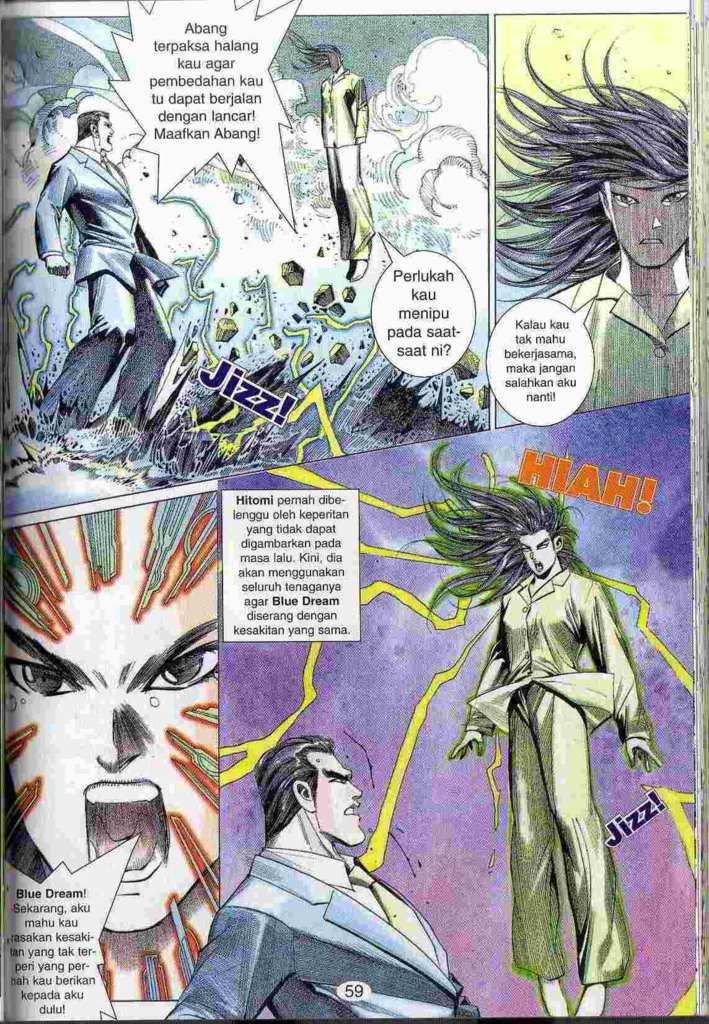 Abang
terpaksa halang
kau agar
pembedahan kau
tu dapat berjalan
dengan lancar!
Maafkan Abang!
Perlukah
kau
menipu
pada saat-
saat ni?
Kalau kau
tak mahu
bekerjasama,
maka jangan
salahkan aku
nanti!
Jizz!
Hitomi pernah dibe-
lenggu oleh keperitan
yang tidak dapat
digambarkan pada
masa lalu. Kini, dia
akan menggunakan
seluruh tenaganya
agar Blue Dream
diserang dengan
kesakitan yang sama.
HIAH!
Jizz!
Blue Dream!
Sekarang, aku
mahu kau
rasakan kesaki-
tan yang tak ter-
peri yang per-
nah kau berikan
kepada aku
dulu!
59